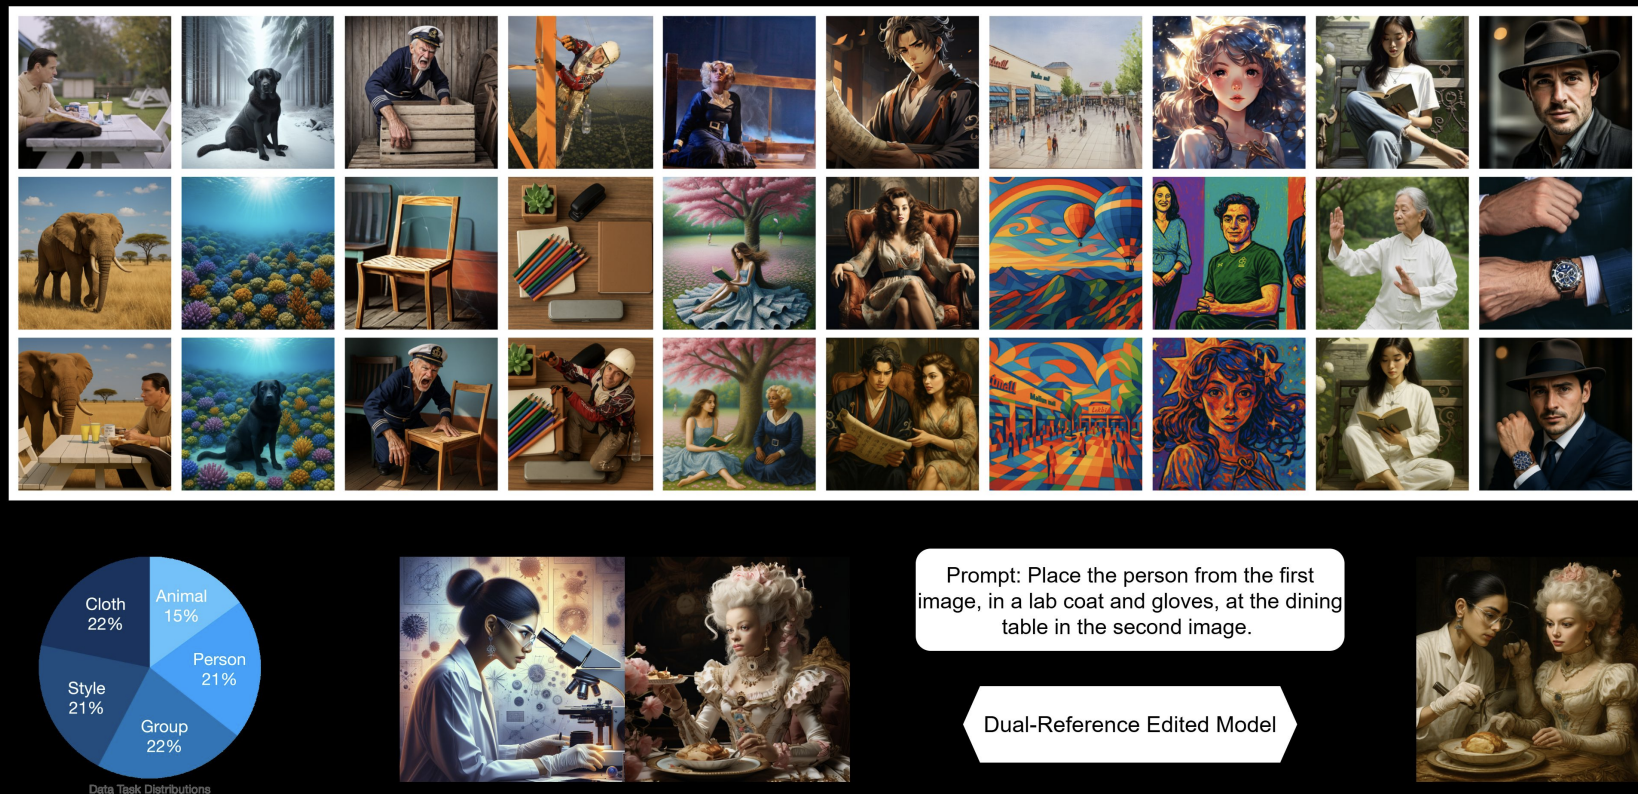 Animal
15%
Cloth
22%
Person
21%
Style
21%
Group
22%
Data Task Distributions
Prompt: Place the person from the first
image, in a lab coat and gloves, at the dining
table in the second image.
Dual-Reference Edited Model